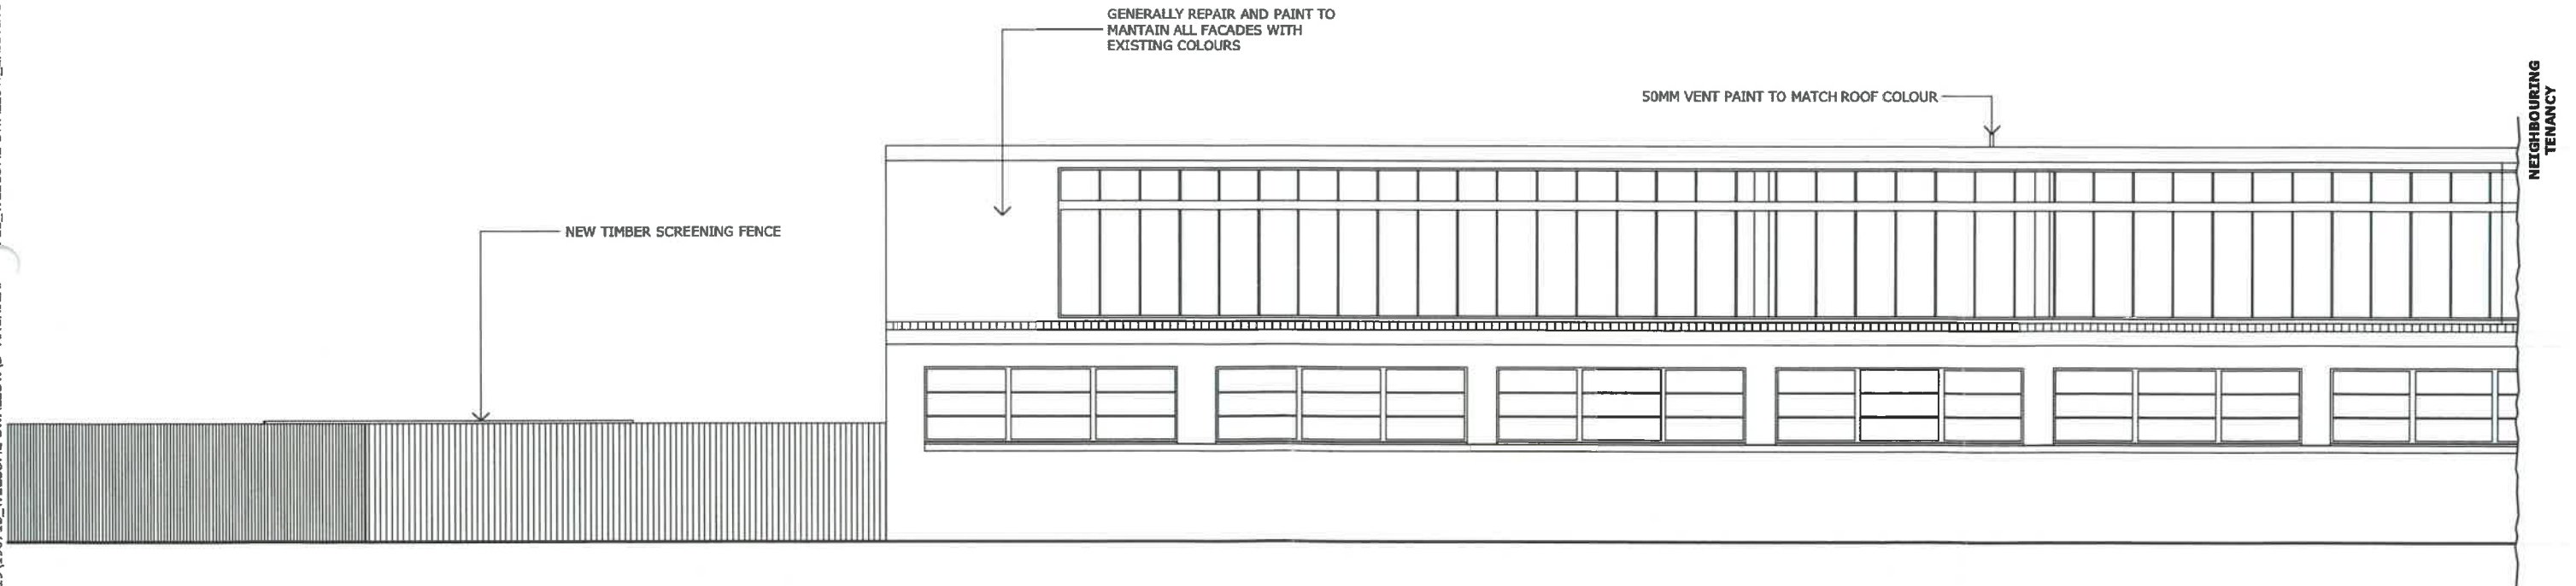 GENERALLY REPAIR AND PAINT TO
MANTAIN ALL FACADES WITH
EXISTING COLOURS
50MM VENT PAINT TO MATCH ROOF COLOUR
NEIGHBOURING
TENANCY
NEW TIMBER SCREENING FENCE